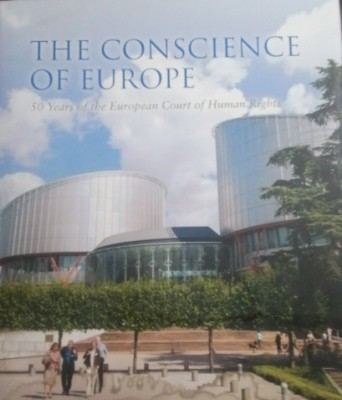 THE CONSCIENCE
OF EUROPE
50 Years of the European Court of Human Rights